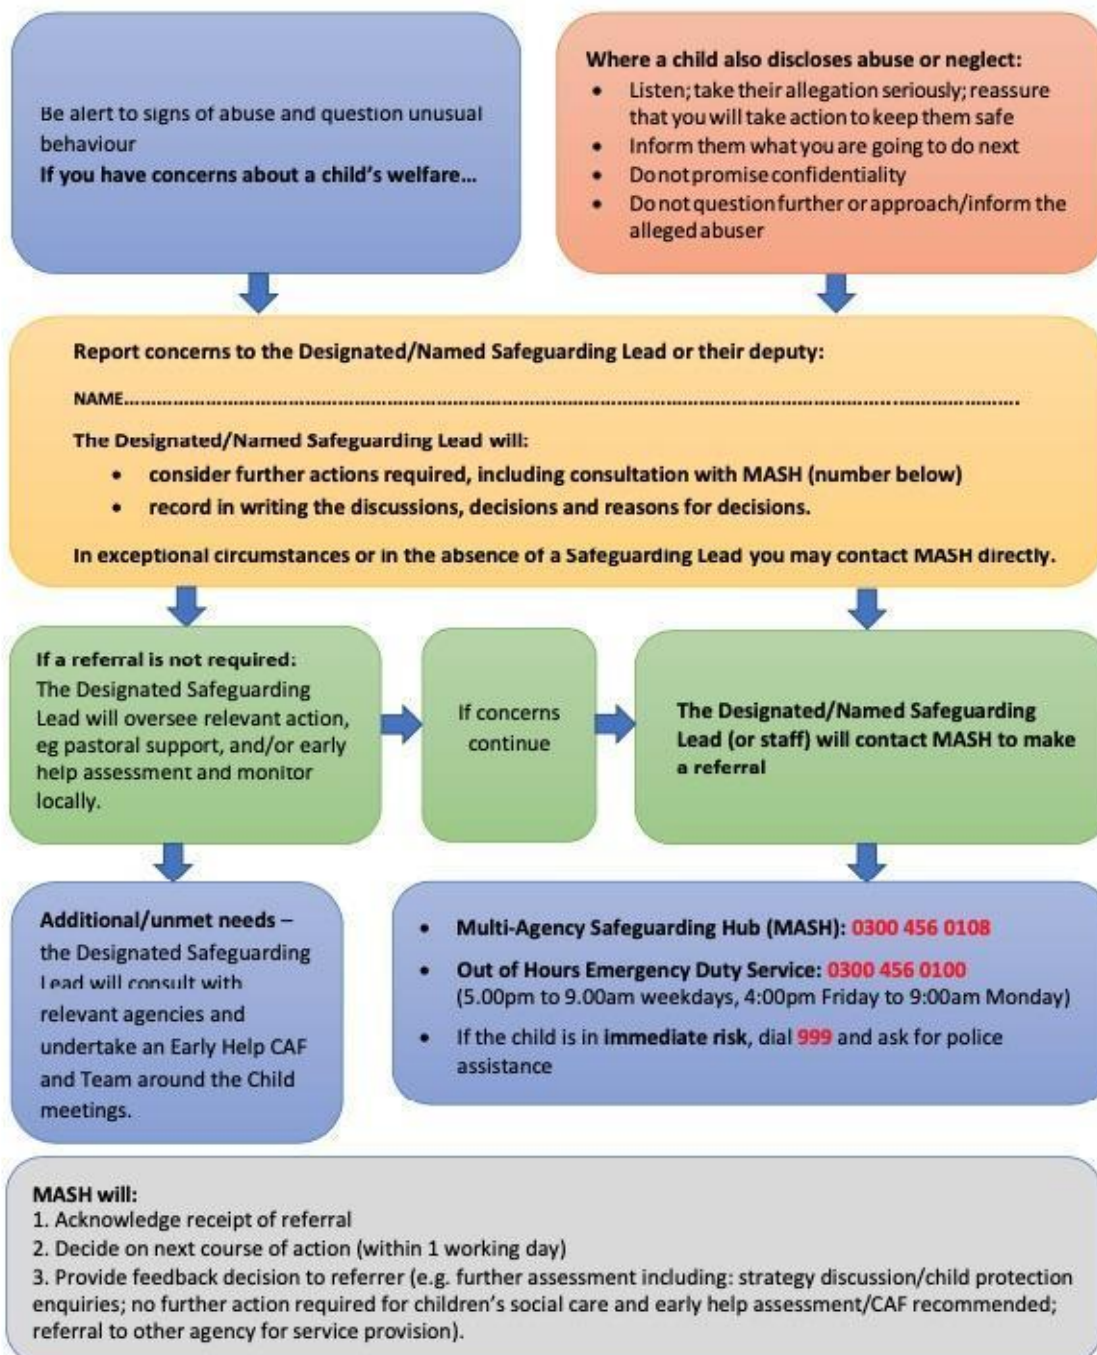 Be alert to signs of abuse and question unusual
behaviour
If you have concerns about a child's welfare...
Where a child also discloses abuse or neglect:
• Listen; take their allegation seriously; reassure
that you will take action to keep them safe
• Inform them what you are going to do next
• Do not promise confidentiality
• Do not question further or approach/inform the
alleged abuser
Report concerns to the Designated/Named Safeguarding Lead or their deputy:
NAME……………………………………………………………………………………………………………………………………………….
The Designated/Named Safeguarding Lead will:
• consider further actions required, including consultation with MASH (number below)
• record in writing the discussions, decisions and reasons for decisions.
In exceptional circumstances or in the absence of a Safeguarding Lead you may contact MASH directly.
If a referral is not required:
The Designated Safeguarding
Lead will oversee relevant action,
eg pastoral support, and/or early
help assessment and monitor
locally.
If concerns
continue
The Designated/Named Safeguarding
Lead (or staff) will contact MASH to make
a referral
Additional/unmet needs –
the Designated Safeguarding
Lead will consult with
relevant agencies and
undertake an Early Help CAF
and Team around the Child
meetings.
• Multi-Agency Safeguarding Hub (MASH): 0300 456 0108
• Out of Hours Emergency Duty Service: 0300 456 0100
(5.00pm to 9.00am weekdays, 4:00pm Friday to 9:00am Monday)
• If the child is in immediate risk, dial 999 and ask for police
assistance
MASH will:
1. Acknowledge receipt of referral
2. Decide on next course of action (within 1 working day)
3. Provide feedback decision to referrer (e.g. further assessment including: strategy discussion/child protection
enquiries; no further action required for children's social care and early help assessment/CAF recommended;
referral to other agency for service provision).